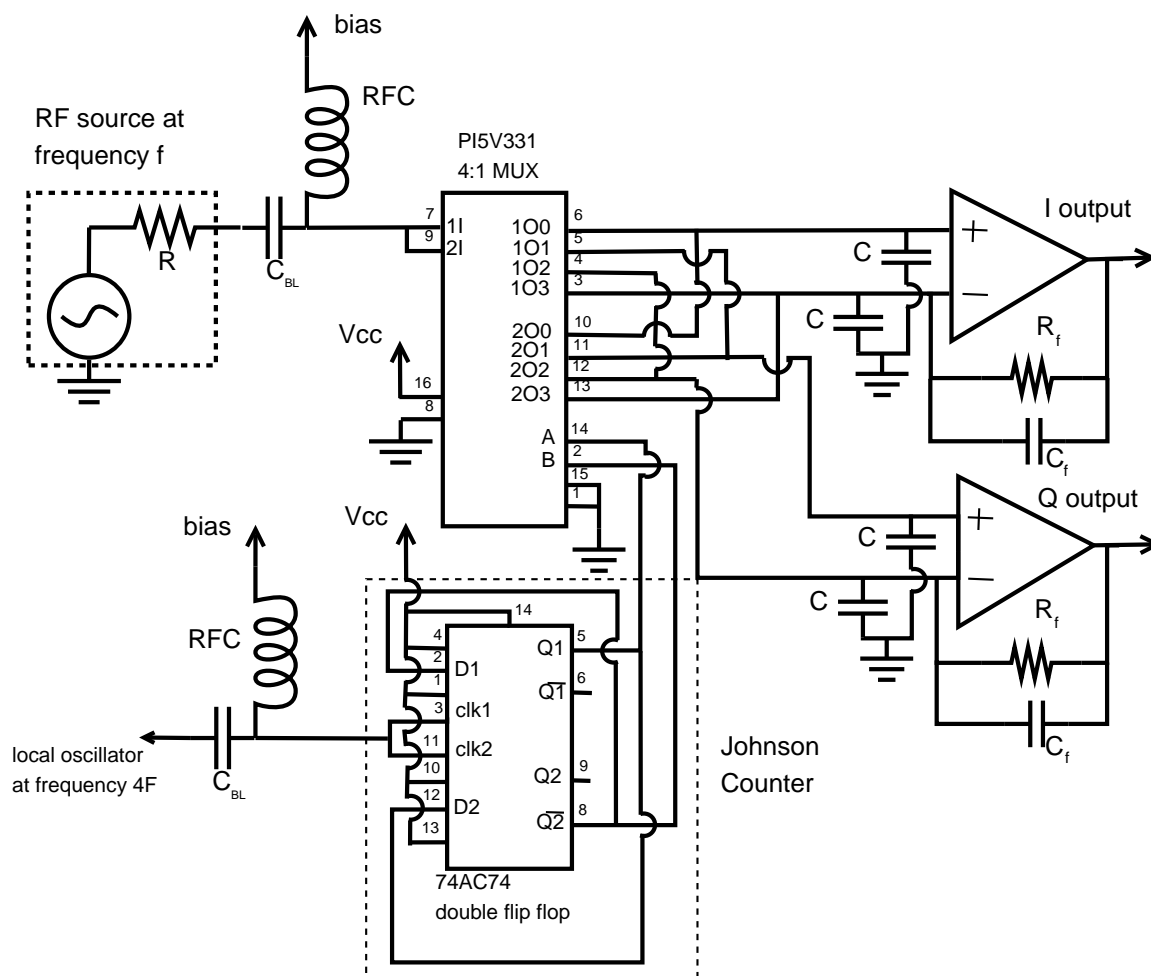 bias
RFC
RF source at
frequency f
R
C BL
PI5V331
4:1 MUX
7
9
1I
2I
1O0
1O1
1O2
1O3
2O0
2O1
2O2
2O3
A
B
6
5
4
3
10
11
12
13
14
2
15
1
Vcc
16
8
C
C
+
−
I output
R f
C f
Q output
C
C
+
−
R f
C f
bias
RFC
Vcc
local oscillator
at frequency 4F
C BL
14
4
2
1
3
11
10
12
13
D1
clk1
clk2
D2
Q1
Q1
Q2
Q2
5
6
9
8
74AC74
double flip flop
Johnson
Counter